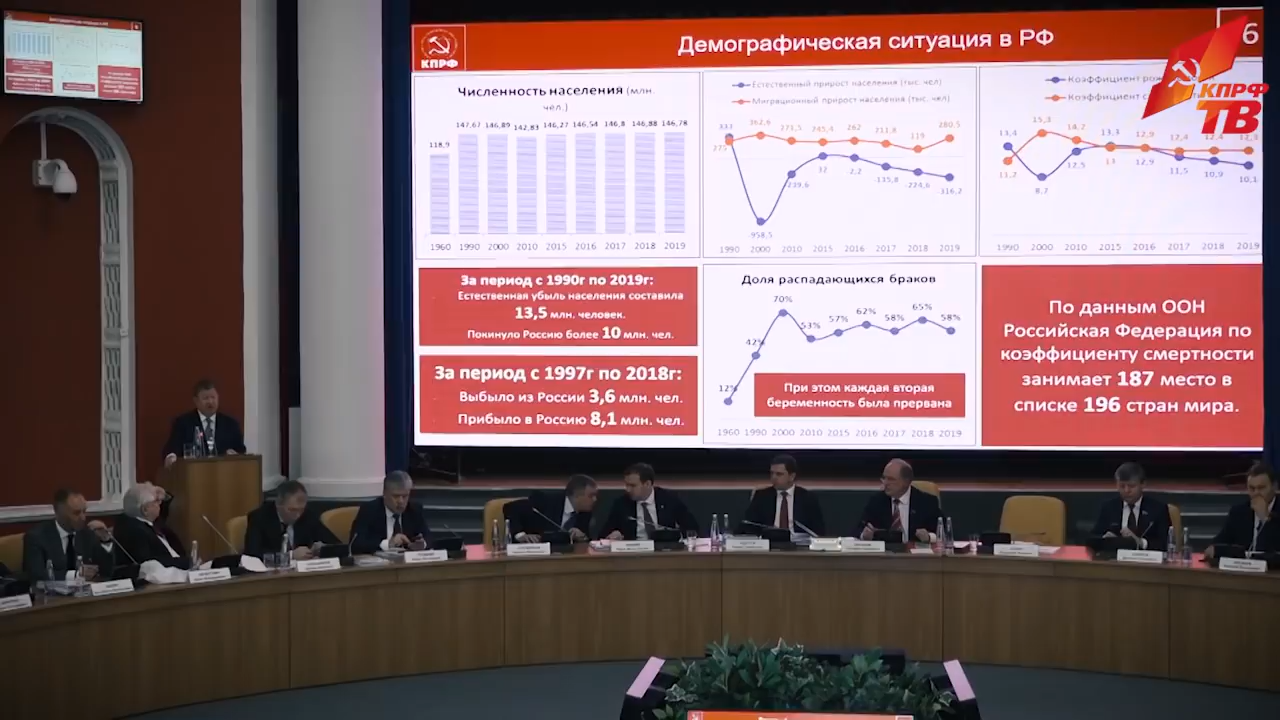 КПРФ
Демографическая ситуация в РФ
6
КПРФ
ТВ
Численность населения (млн.
чел.)
118,9
147,67 146,89 142,83 146,27 146,54 146,8 146,88 146,78
1960 1990 2000 2010 2015 2016 2017 2018 2019
Естественный прирост населения (тыс. чел)
Миграционный прирост населения (тыс. чел)
333 362,6 271,5 245,4 262 211,8 119 280,5
275
-958,5 32 -2,2 -135,8 -224,6 -316,2
1990 2000 2010 2015 2016 2017 2018 2019
Коэффициент
Коэффициент
13,4 15,3 14,2 13,3 12,9 12,4 12,4 12,3
11,2 8,7 12,5 13 12,9 11,5 10,9 10,1
1990 2000 2010 2015 2016 2017 2018 2019
За период с 1990г по 2019г:
Естественная убыль населения составила
13,5 млн. человек.
Покинуло Россию более 10 млн. чел.
За период с 1997г по 2018г:
Выбыло из России 3,6 млн. чел.
Прибыло в Россию 8,1 млн. чел.
Доля распадающихся браков
12% 42% 70% 53% 57% 62% 58% 65% 58%
При этом каждая вторая
беременность была прервана
1960 1990 2000 2010 2015 2016 2017 2018 2019
По данным ООН
Российская Федерация по
коэффициенту смертности
занимает 187 место в
списке 196 стран мира.